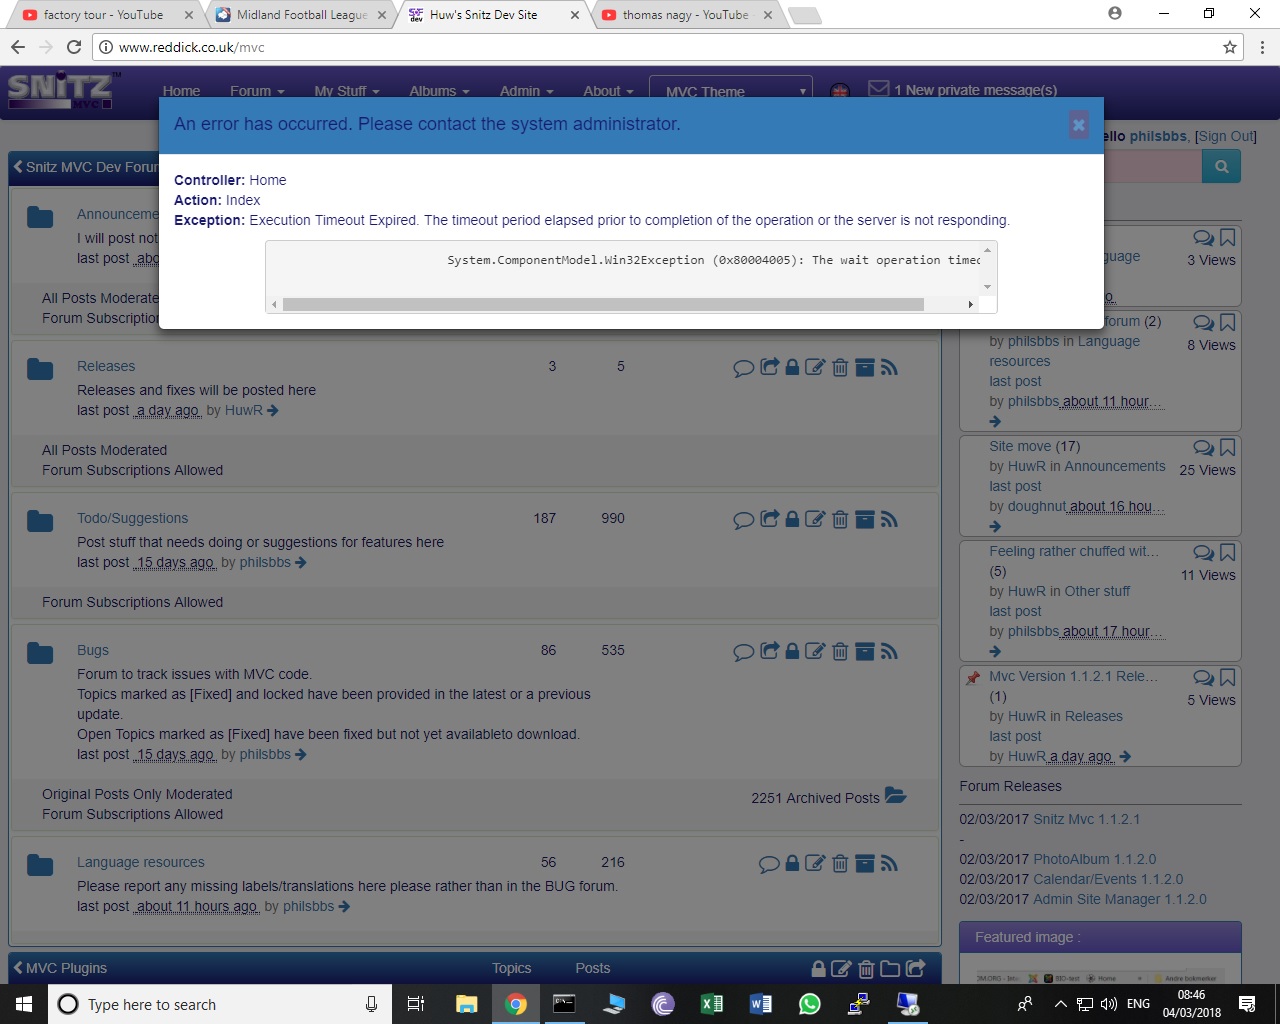 factory tour - YouTube
Midland Football League
Huw's Snitz Dev Site
thomas nagy - YouTube
www.reddick.co.uk/mvc
SNiTZ™
MVC
Home Forum My Stuff Albums Admin About MVC Theme 1 New private message(s)
An error has occurred. Please contact the system administrator.
ello philsbbs, [Sign Out]
Controller: Home
Action: Index
Exception: Execution Timeout Expired. The timeout period elapsed prior to completion of the operation or the server is not responding.
System.ComponentModel.Win32Exception (0x80004005): The wait operation timed
Snitz MVC Dev Forum
Announceme
I will post not
last post abo
All Posts Moderate
Forum Subscriptio
Releases 3 5
Releases and fixes will be posted here
last post a day ago by HuwR
All Posts Moderated
Forum Subscriptions Allowed
Todo/Suggestions 187 990
Post stuff that needs doing or suggestions for features here
last post 15 days ago by philsbbs
Forum Subscriptions Allowed
Bugs 86 535
Forum to track issues with MVC code.
Topics marked as [Fixed] and locked have been provided in the latest or a previous
update.
Open Topics marked as [Fixed] have been fixed but not yet availableto download.
last post 15 days ago by philsbbs
Original Posts Only Moderated
Forum Subscriptions Allowed
2251 Archived Posts
Language resources 56 216
Please report any missing labels/translations here please rather than in the BUG forum.
last post about 11 hours ago by philsbbs
MVC Plugins Topics Posts
guage
3 Views
o
forum (2)
8 Views
by philsbbs in Language
resources
last post
by philsbbs about 11 hour...
Site move (17)
by HuwR in Announcements
25 Views
last post
by doughnut about 16 hou...
Feeling rather chuffed wit...
(5)
11 Views
by HuwR in Other stuff
last post
by philsbbs about 17 hour...
Mvc Version 1.1.2.1 Rele...
(1)
5 Views
by HuwR in Releases
last post
by HuwR a day ago
Forum Releases
02/03/2017 Snitz Mvc 1.1.2.1
-
02/03/2017 PhotoAlbum 1.1.2.0
02/03/2017 Calendar/Events 1.1.2.0
02/03/2017 Admin Site Manager 1.1.2.0
Featured image :
Home
Andre bokmerker
Type here to search
ENG
08:46
04/03/2018